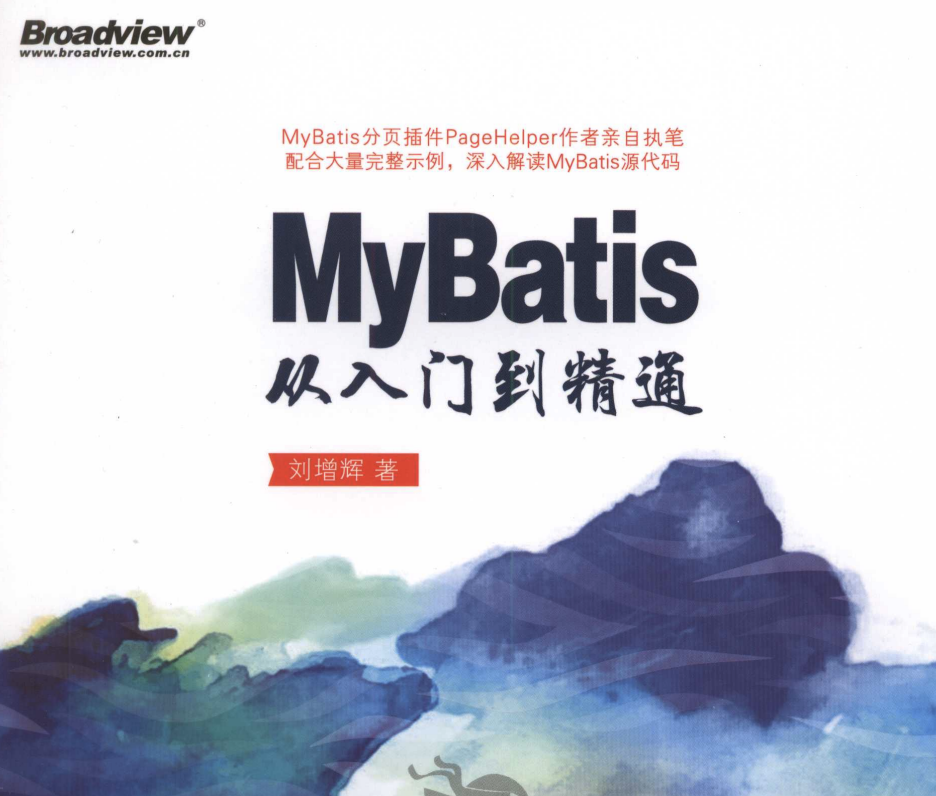 Broadview®
www.broadview.com.cn
MyBatis分页插件PageHelper作者亲自执笔
配合大量完整示例，深入解读MyBatis源代码
MyBatis
从入门到精通
刘增辉 著